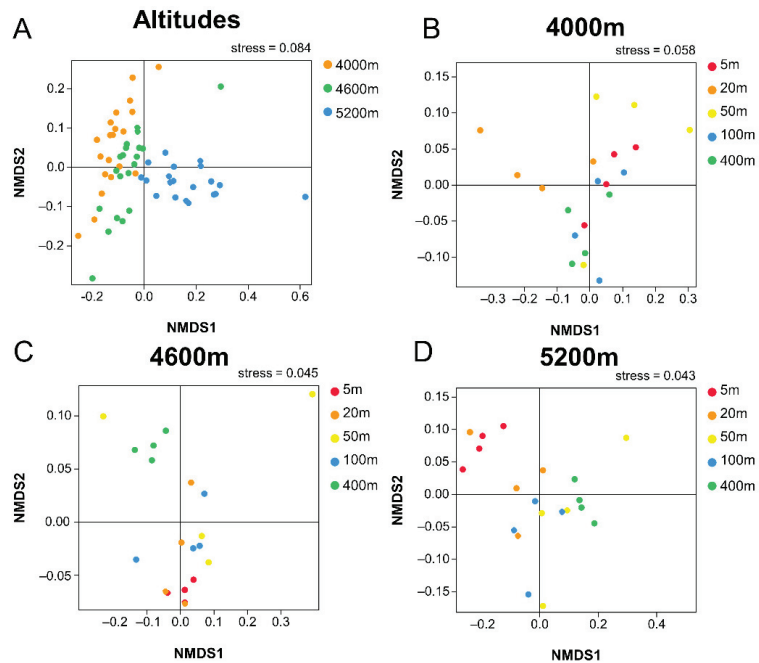 A
Altitudes
stress = 0.084
4000m
4600m
5200m
0.2
0.1
0.0
−0.1
−0.2
−0.2
0.0
0.2
0.4
0.6
NMDS2
NMDS1
B
4000m
stress = 0.058
5m
20m
50m
100m
400m
0.15
0.10
0.05
0.00
−0.05
−0.10
−0.3
−0.2
−0.1
0.0
0.1
0.2
0.3
NMDS2
NMDS1
C
4600m
stress = 0.045
5m
20m
50m
100m
400m
0.10
0.05
0.00
−0.05
−0.2
−0.1
0.0
0.1
0.2
0.3
0.4
NMDS2
NMDS1
D
5200m
stress = 0.043
5m
20m
50m
100m
400m
0.15
0.10
0.05
0.00
−0.05
−0.10
−0.15
−0.2
0.0
0.2
0.4
NMDS2
NMDS1